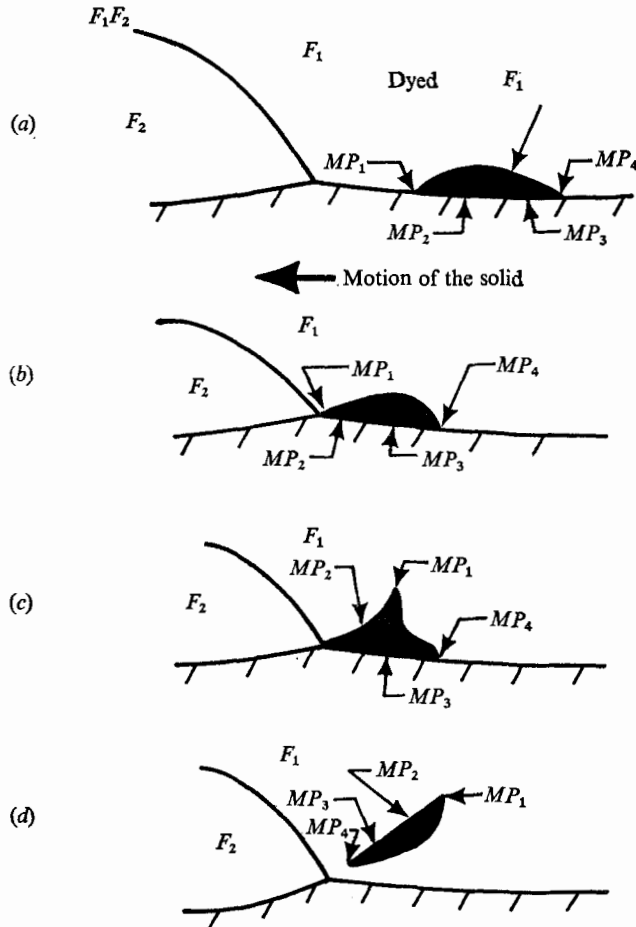 F₁F₂
F₁
Dyed
F₁
(a)
F₂
MP₁
MP₄
MP₂
MP₃
Motion of the solid
F₁
(b)
F₂
MP₁
MP₄
MP₂
MP₃
F₁
MP₂
MP₁
(c)
F₂
MP₄
MP₃
F₁
MP₂
MP₃
MP₁
(d)
MP₄
F₂